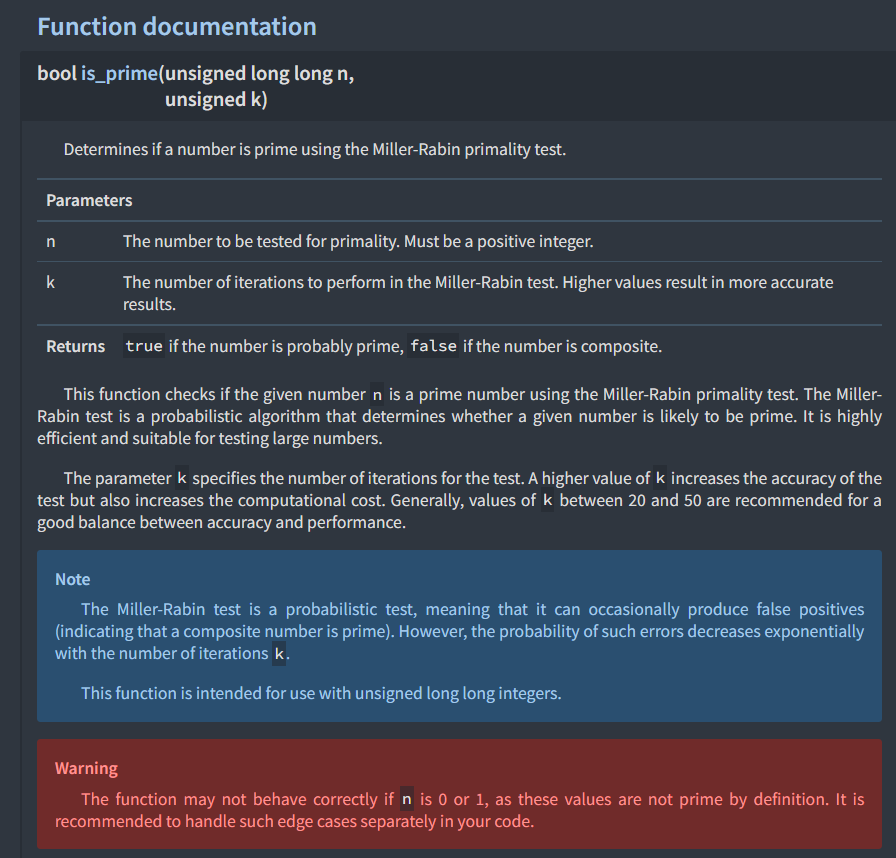 Function documentation
bool is_prime(unsigned long long n,
unsigned k)
Determines if a number is prime using the Miller-Rabin primality test.
Parameters
n The number to be tested for primality. Must be a positive integer.
k The number of iterations to perform in the Miller-Rabin test. Higher values result in more accurate
results.
Returns true if the number is probably prime, false if the number is composite.
This function checks if the given number n is a prime number using the Miller-Rabin primality test. The Miller-
Rabin test is a probabilistic algorithm that determines whether a given number is likely to be prime. It is highly
efficient and suitable for testing large numbers.
The parameter k specifies the number of iterations for the test. A higher value of k increases the accuracy of the
test but also increases the computational cost. Generally, values of k between 20 and 50 are recommended for a
good balance between accuracy and performance.
Note
The Miller-Rabin test is a probabilistic test, meaning that it can occasionally produce false positives
(indicating that a composite number is prime). However, the probability of such errors decreases exponentially
with the number of iterations k.
This function is intended for use with unsigned long long integers.
Warning
The function may not behave correctly if n is 0 or 1, as these values are not prime by definition. It is
recommended to handle such edge cases separately in your code.